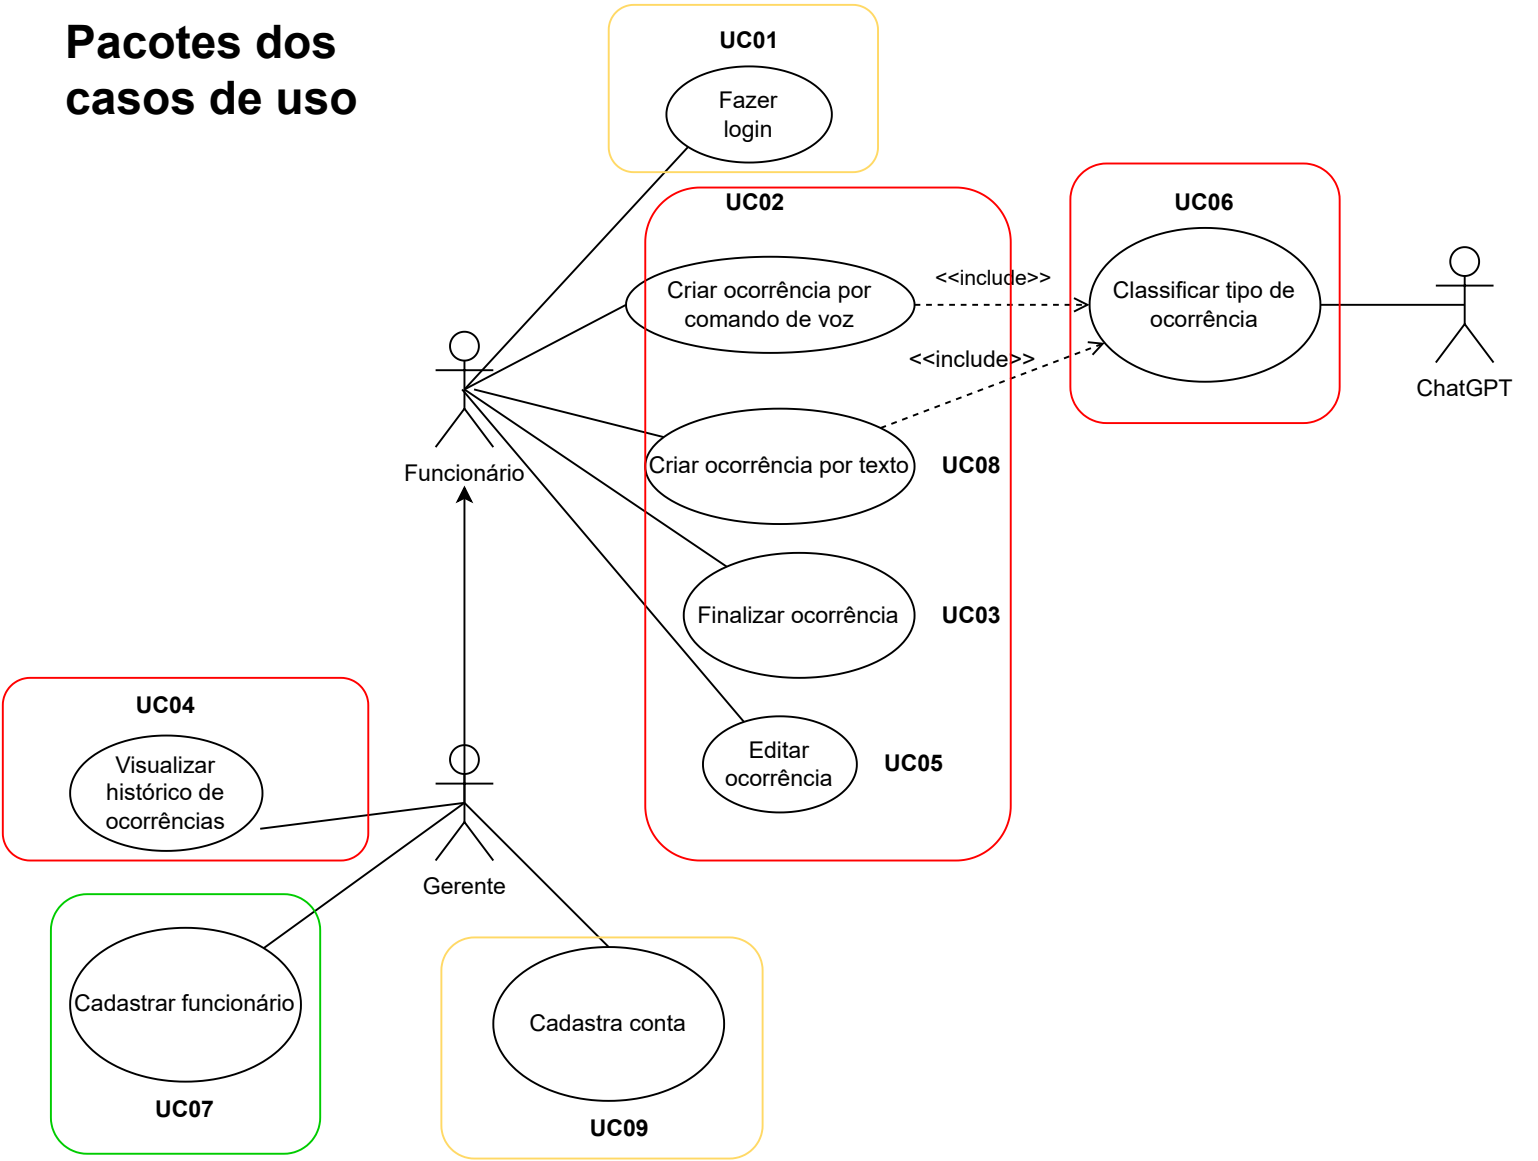 Pacotes dos
casos de uso
UC01
Fazer
login
UC02
UC06
Criar ocorrência por
comando de voz
<<include>>
Classificar tipo de
ocorrência
<<include>>
ChatGPT
Funcionário
Criar ocorrência por texto
UC08
Finalizar ocorrência
UC03
UC04
Visualizar
histórico de
ocorrências
Editar
ocorrência
UC05
Gerente
Cadastrar funcionário
UC07
Cadastra conta
UC09